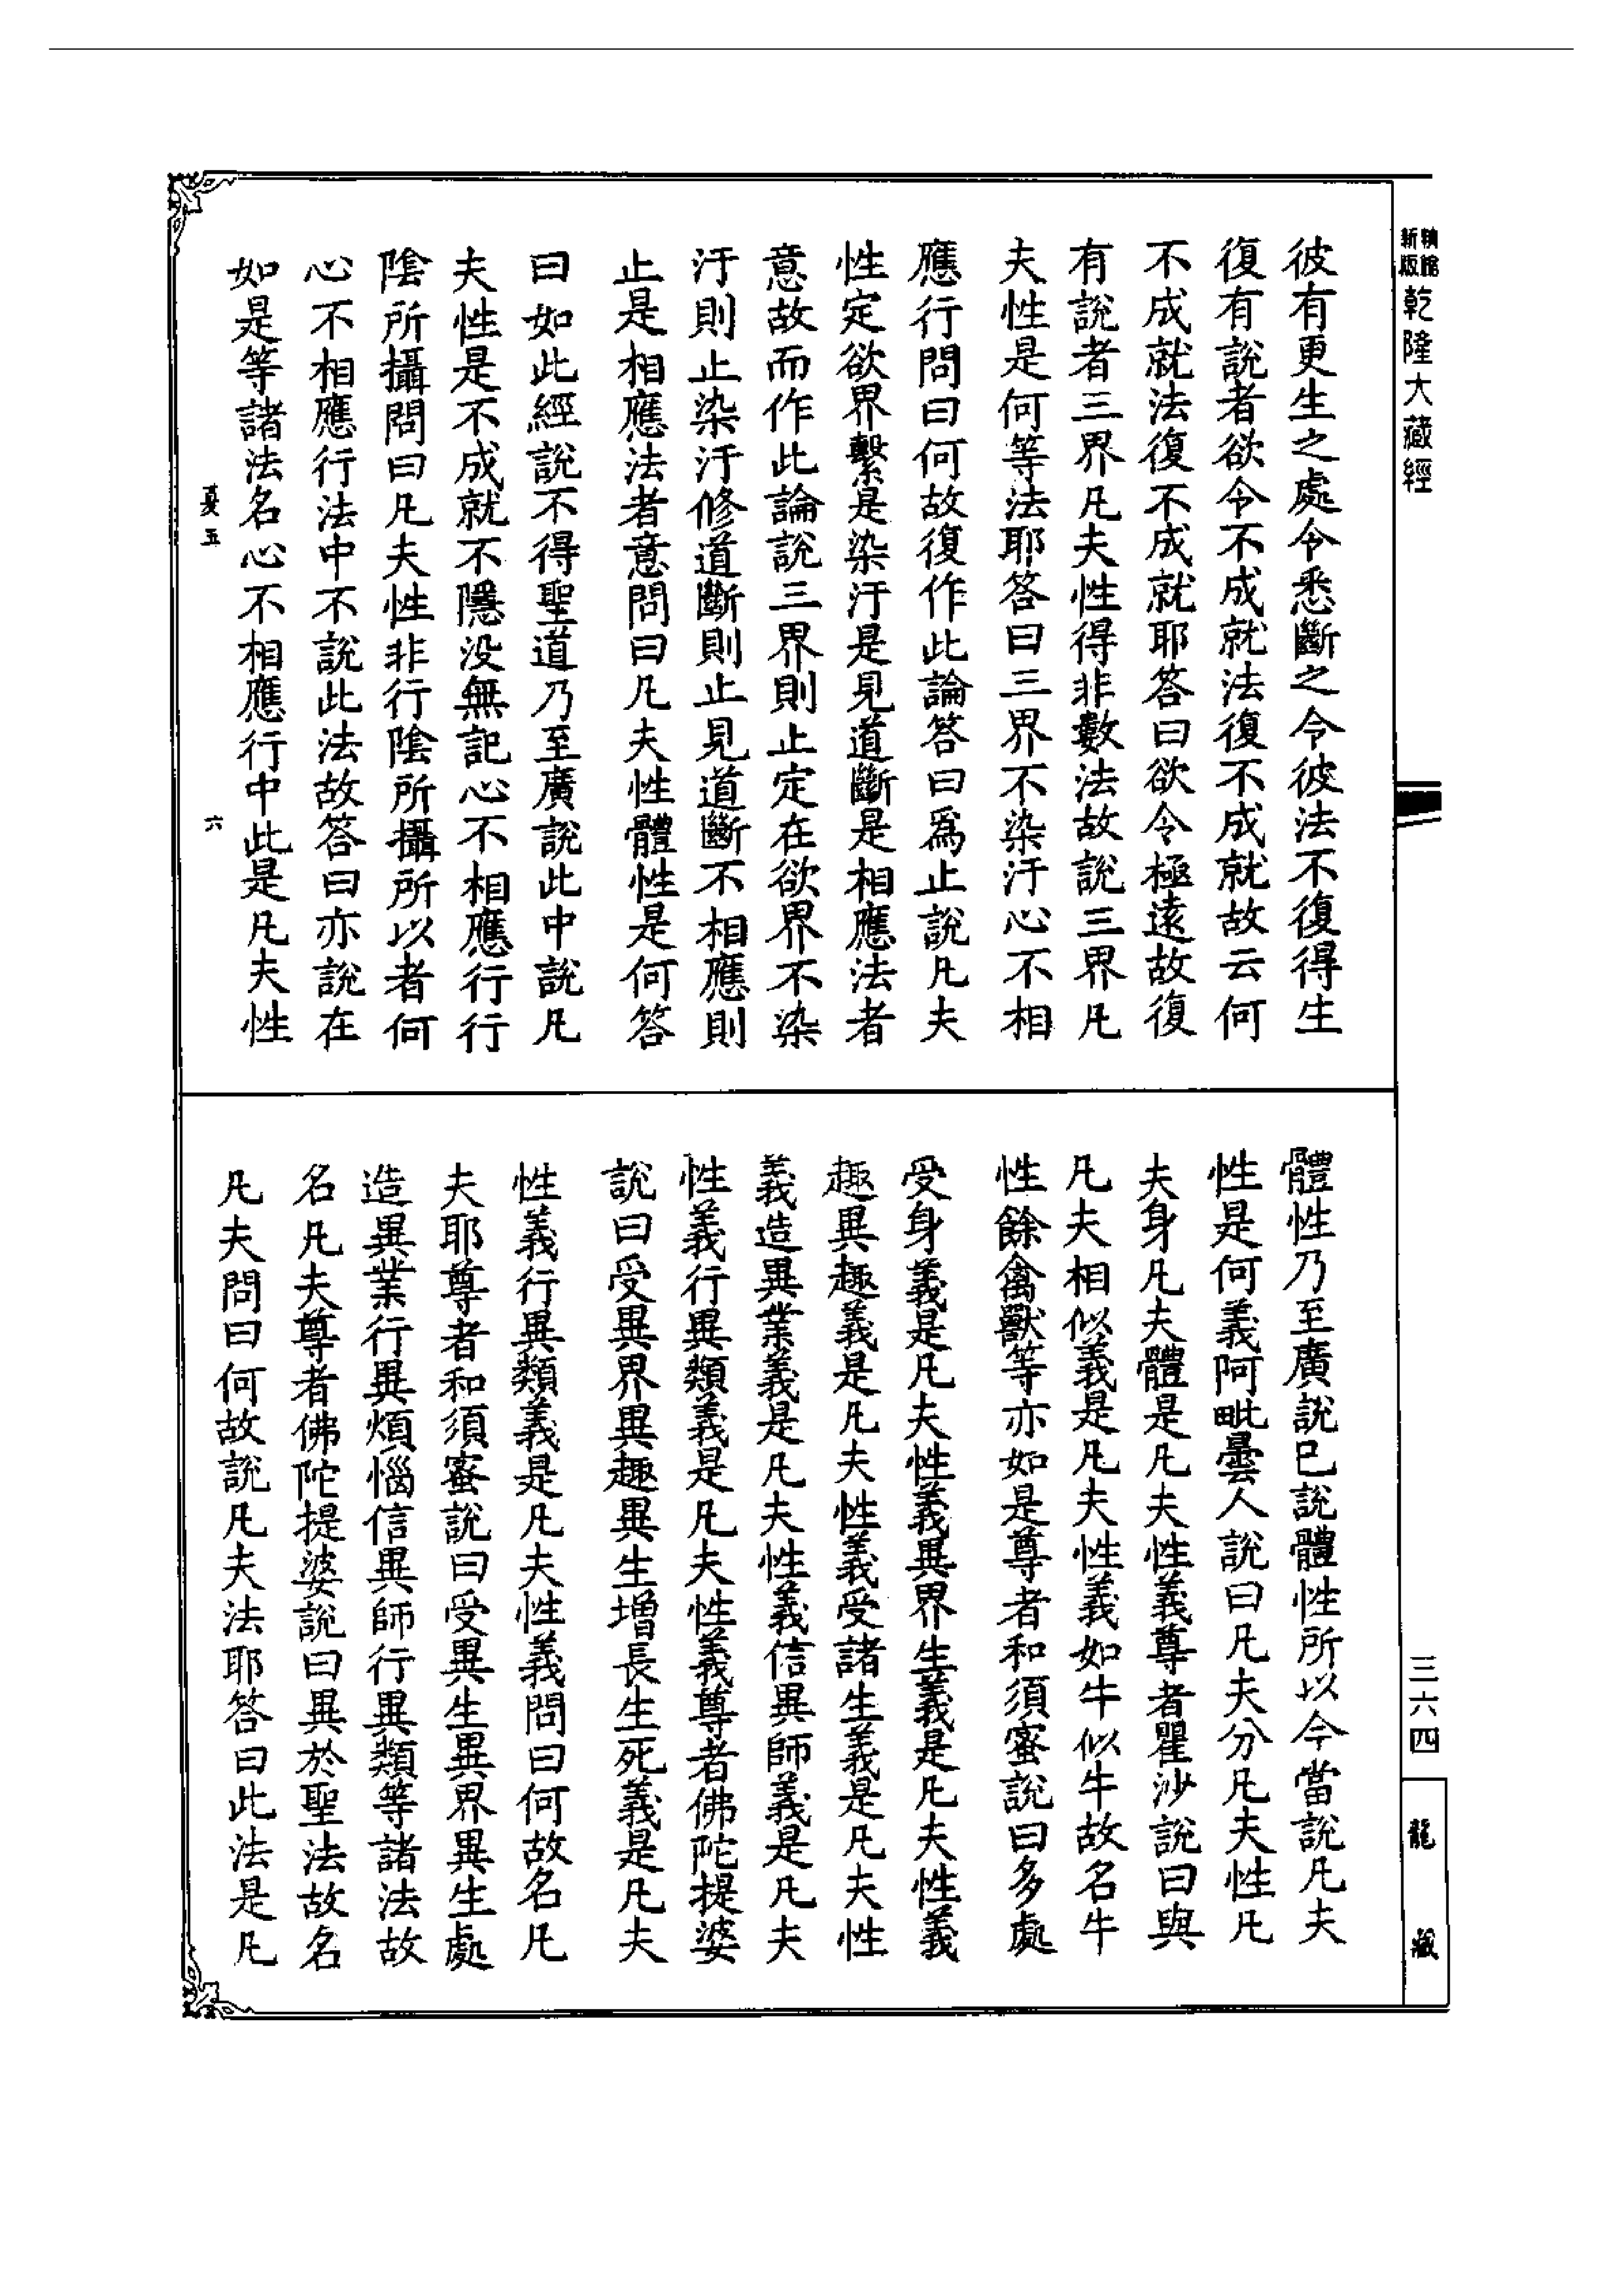 新版
精館
乾隆大藏經
彼有更生之處令悉斷之令彼法不復得生
復有說者欲令不成就法復不成就故云何
不成就法復不成就耶答曰欲令極遠故復
有說者三界凡夫性得非數法故說三界凡
夫性是何等法耶答曰三界不染汙心不相
應行問曰何故復作此論答曰爲止說凡夫
性定欲界繫是染汙是見道斷是相應法者
意故而作此論說三界則止定在欲界不染
汙則止染汙修道斷則止見道斷不相應則
止是相應法者意問曰凡夫性體性是何答
曰如此經說不得聖道乃至廣說此中說凡
夫性是不成就不隱没無記心不相應行行
陰所攝問曰凡夫性非行陰所攝所以者何
心不相應行法中不說此法故答曰亦說在
如是等諸法名心不相應行中此是凡夫性
夏五
六
體性乃至廣說已說體性所以今當說凡夫
性是何義阿毗曇人說曰凡夫分凡夫性凡
夫身凡夫體是凡夫性義尊者瞿沙說曰與
凡夫相似義是凡夫性義如牛似牛故名牛
性餘禽獸等亦如是尊者和須蜜說曰多處
受身義是凡夫性義異界生義是凡夫性義
趣異趣義是凡夫性義受諸生義是凡夫性
義造異業義是凡夫性義信異師義是凡夫
性義行異類義是凡夫性義尊者佛陀提婆
說曰受異界異趣異生增長生死義是凡夫
性義行異類義是凡夫性義問曰何故名凡
夫耶尊者和須蜜說曰受異生異界異生處
造異業行異煩惱信異師行異類等諸法故
名凡夫尊者佛陀提婆說曰異於聖法故名
凡夫問曰何故說凡夫法耶答曰此法是凡
三六四
龍藏